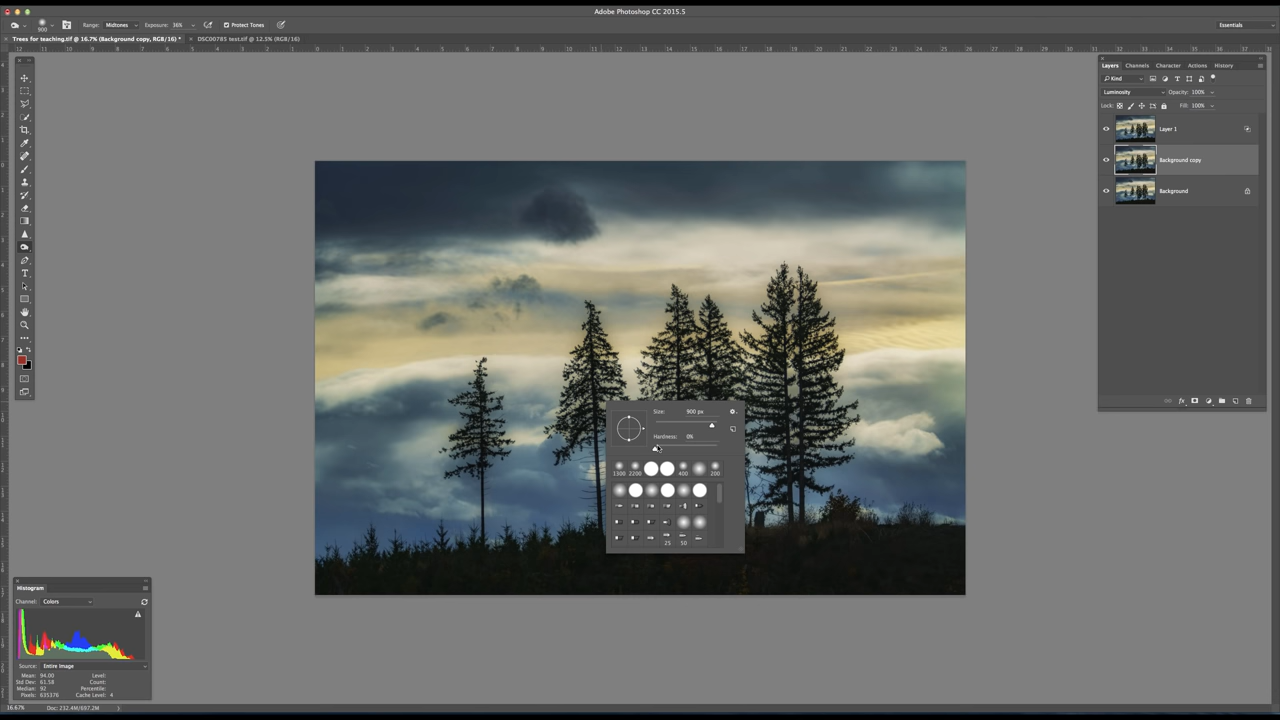 Adobe Photoshop CC 2015.5
900
Range: Midtones Exposure: 36% Protect Tones Essentials
Trees for teaching.tif @ 16.7% (Background copy, RGB/16) * DSC00785 test.tif @ 12.5% (RGB/16)
Layers Channels Character Actions History
Kind
Luminosity Opacity: 100%
Lock: Fill: 100%
Layer 1
Background copy
Background
Size: 900 px
Hardness: 0%
1300 2200 400 200
25 50
Histogram
Channel: Colors
Source: Entire Image
Mean: 94.00 Level:
Std Dev: 61.58 Count:
Median: 92 Percentile:
Pixels: 635376 Cache Level: 4
16.67% Doc: 232.4M/697.2M